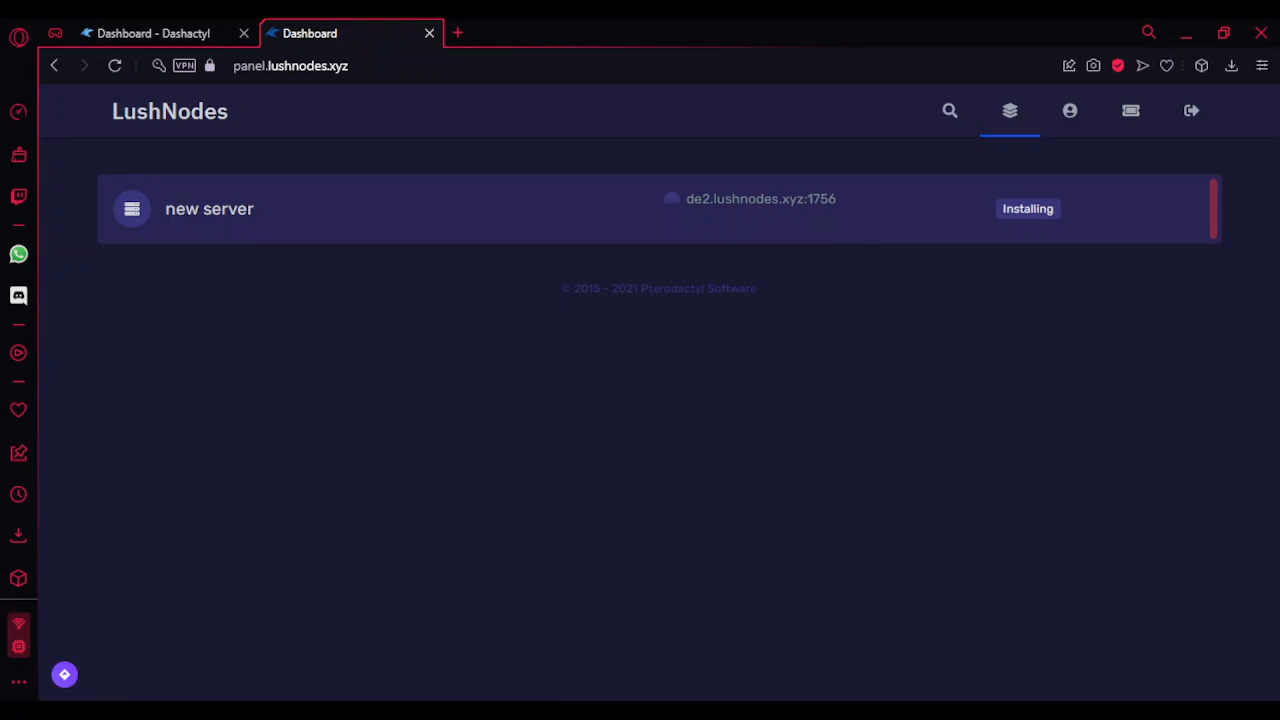 Dashboard - Dashactyl
Dashboard
VPN
panel.lushnodes.xyz
LushNodes
new server
de2.lushnodes.xyz:1756
Installing
© 2015 - 2021 Pterodactyl Software